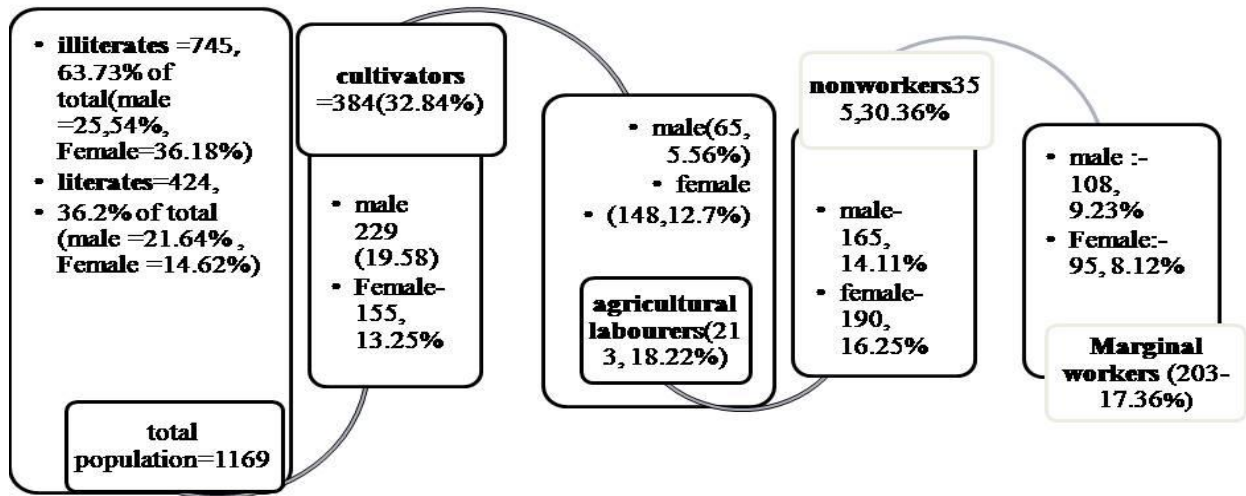 • illiterates =745,
63.73% of
total(male
=25,54%,
Female=36.18%)
• literates=424,
• 36.2% of total
(male =21.64% ,
Female =14.62%)
total
population=1169
cultivators
=384(32.84%)
• male
229
(19.58)
• Female-
155,
13.25%
• male(65,
5.56%)
• female
• (148,12.7%)
agricultural
labourers(21
3, 18.22%)
nonworkers35
5,30.36%
• male-
165,
14.11%
• female-
190,
16.25%
• male :-
108,
9.23%
• Female:-
95, 8.12%
Marginal
workers (203-
17.36%)